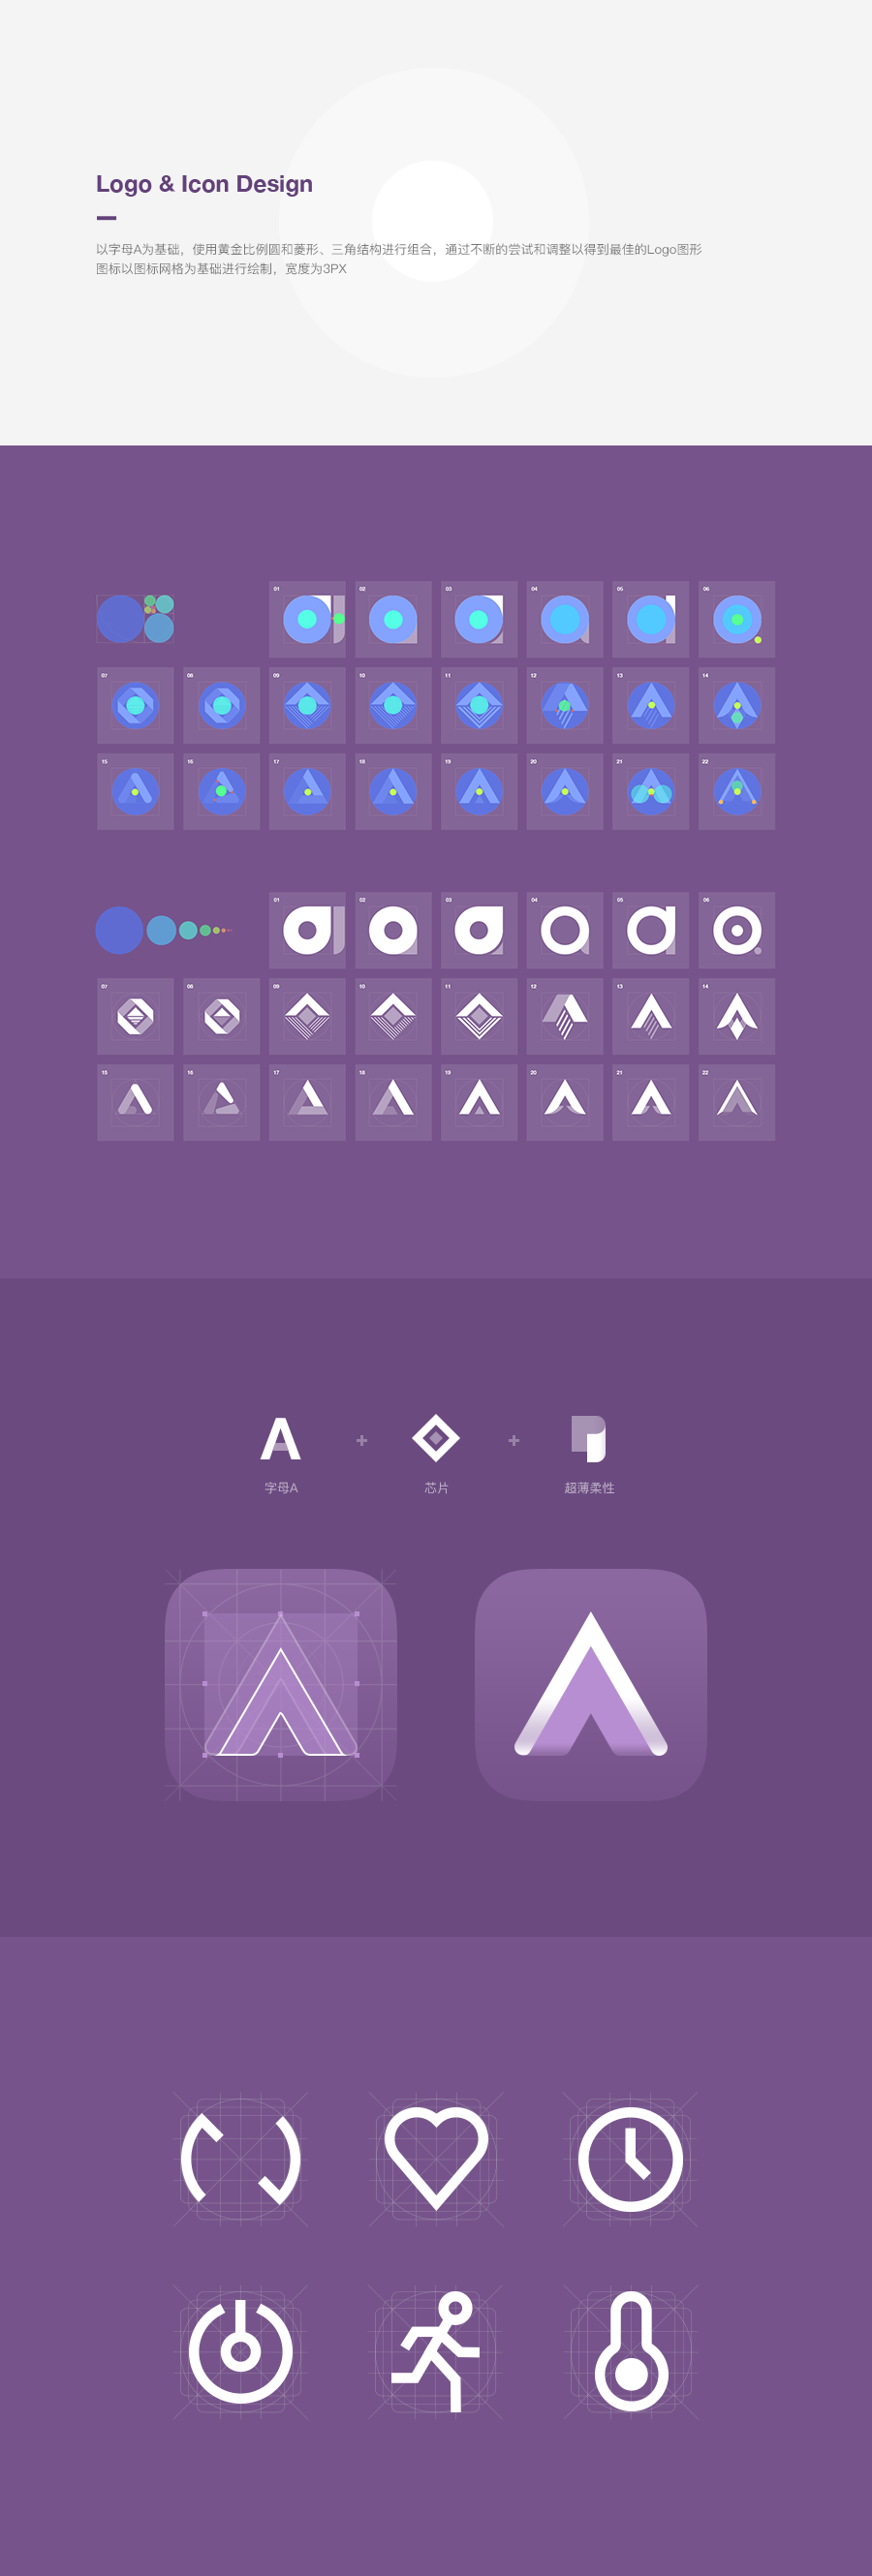 Logo & Icon Design
以字母A为基础，使用黄金比例圆和菱形、三角结构进行组合，通过不断的尝试和调整以得到最佳的Logo图形
图标以图标网格为基础进行绘制，宽度为3PX
01 02 03 04 05 06
07 08 09 10 11 12 13 14
15 16 17 18 19 20 21 22
01 02 03 04 05 06
07 08 09 10 11 12 13 14
15 16 17 18 19 20 21 22
字母A 芯片 超薄柔性